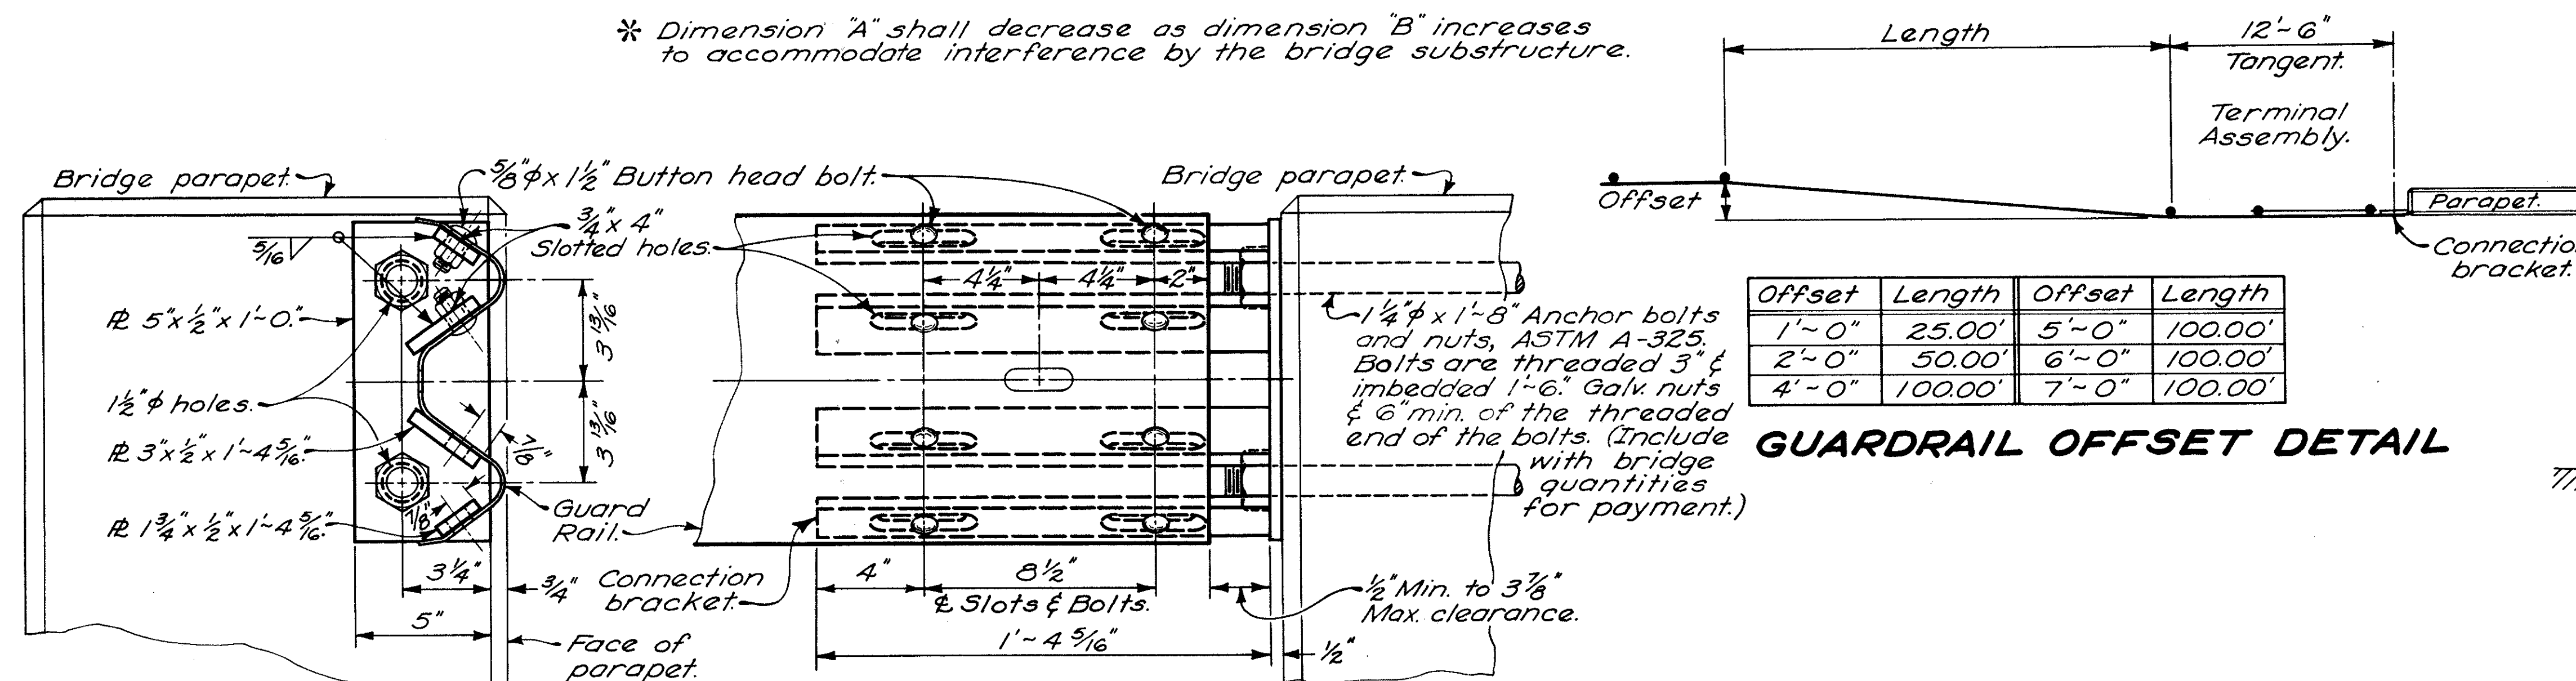 * Dimension "A" shall decrease as dimension "B" increases
to accommodate interference by the bridge substructure.
Bridge parapet.
5/8"φ x 1 1/2" Button head bolt.
3/4" x 4"
Slotted holes.
5/16
℄ 5" x 1/2" x 1'~0."
1 1/2"φ holes.
℄ 3" x 1/2" x 1'~4 5/16."
℄ 1 3/4" x 1/2" x 1'~4 5/16."
3 13/16"
3 13/16"
7/8"
7/8"
Guard
Rail.
3 1/4"
3/4"
5"
Face of
parapet.
Connection
bracket.
Bridge parapet.
4 1/4"
4 1/4"
2"
4"
8 1/2"
℄ Slots & Bolts.
1'~4 5/16"
1/2"
1/2" Min. to 3 7/8"
Max. clearance.
1 1/4"φ x 1'~8" Anchor bolts
and nuts, ASTM A-325.
Bolts are threaded 3" &
imbedded 1'~6". Galv. nuts
& 6" min. of the threaded
end of the bolts. (Include
with bridge
quantities
for payment.)
Length
12'~6"
Tangent.
Terminal
Assembly.
Offset
Parapet.
bracket.
Offset Length Offset Length
1'~0" 25.00' 5'~0" 100.00'
2'~0" 50.00' 6'~0" 100.00'
4'~0" 100.00' 7'~0" 100.00'
GUARDRAIL OFFSET DETAIL